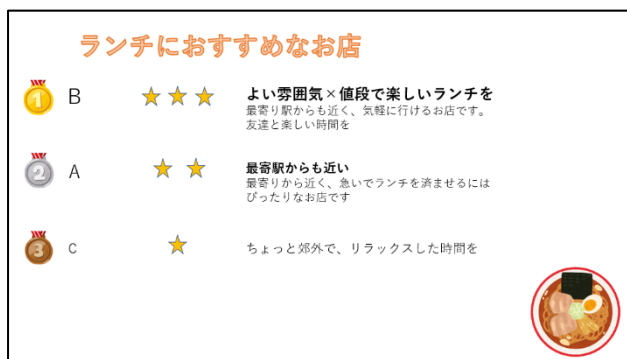 ランチにおすすめなお店
1
B
よい雰囲気×値段で楽しいランチを
最寄り駅からも近く、気軽に行けるお店です。
友達と楽しい時間を
2
A
最寄駅からも近い
最寄りから近く、急いでランチを済ませるには
ぴったりなお店です
3
C
ちょっと郊外で、リラックスした時間を